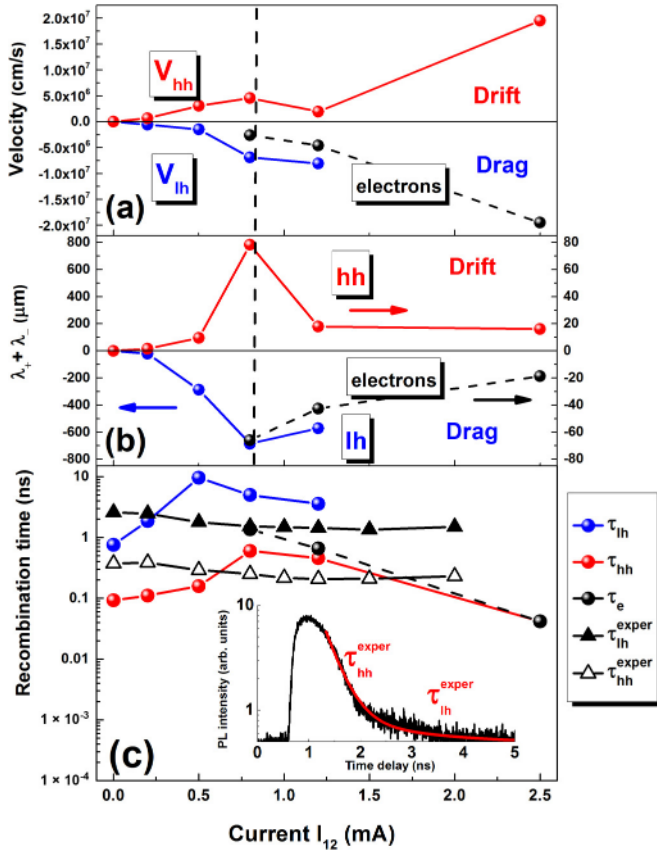 2.0x10⁷
1.5x10⁷
1.0x10⁷
5.0x10⁶
0.0
-5.0x10⁶
-1.0x10⁷
-1.5x10⁷
-2.0x10⁷
Velocity (cm/s)
V_hh
Drift
V_lh
electrons
Drag
(a)
800
600
400
200
0
-200
-400
-600
-800
λ₊+ λ₋ (μm)
80
60
40
20
0
-20
-40
-60
-80
hh
Drift
electrons
lh
Drag
(b)
10
1
0.1
0.01
1 × 10⁻³
1 × 10⁻⁴
Recombination time (ns)
(c)
10
1
PL intensity (arb. units)
τ_hh^exper
τ_lh^exper
0 1 2 3 4 5
Time delay (ns)
0.0 0.5 1.0 1.5 2.0 2.5
Current I₁₂ (mA)
τ_lh
τ_hh
τ_e
τ_lh^exper
τ_hh^exper